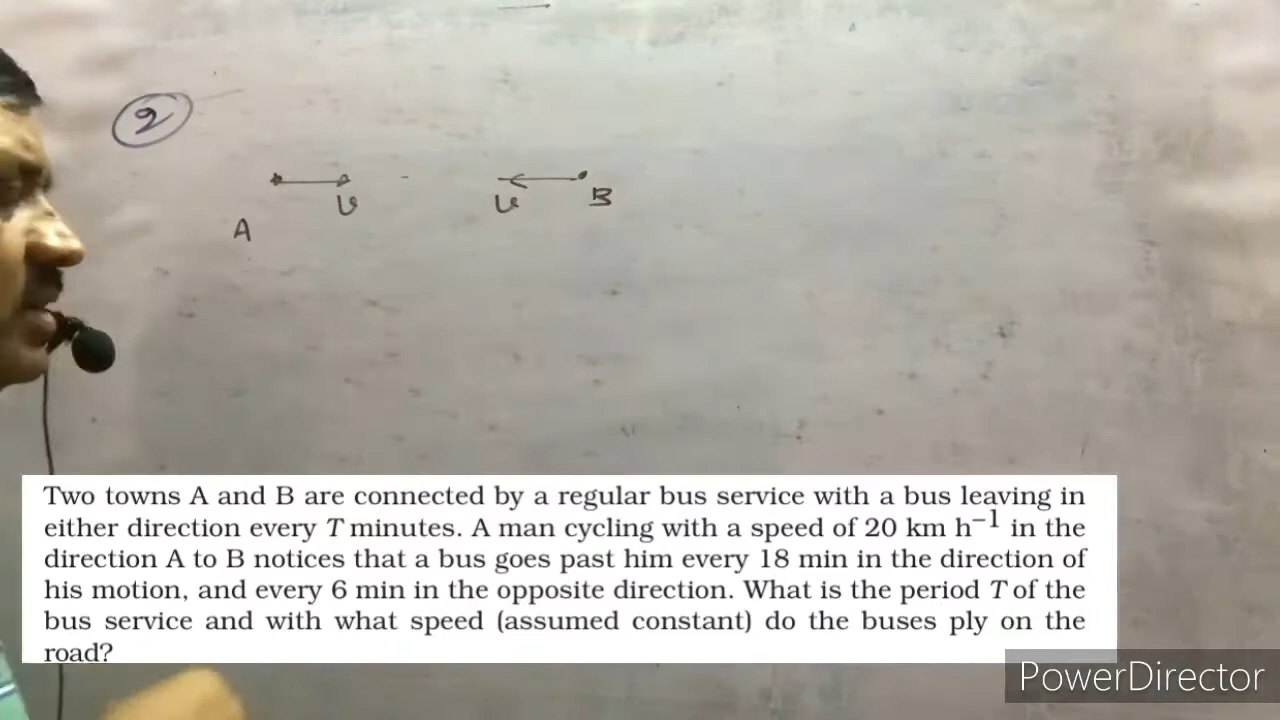 2
v
v
B
A
Two towns A and B are connected by a regular bus service with a bus leaving in
either direction every T minutes. A man cycling with a speed of 20 km h⁻¹ in the
direction A to B notices that a bus goes past him every 18 min in the direction of
his motion, and every 6 min in the opposite direction. What is the period T of the
bus service and with what speed (assumed constant) do the buses ply on the
road?
PowerDirector